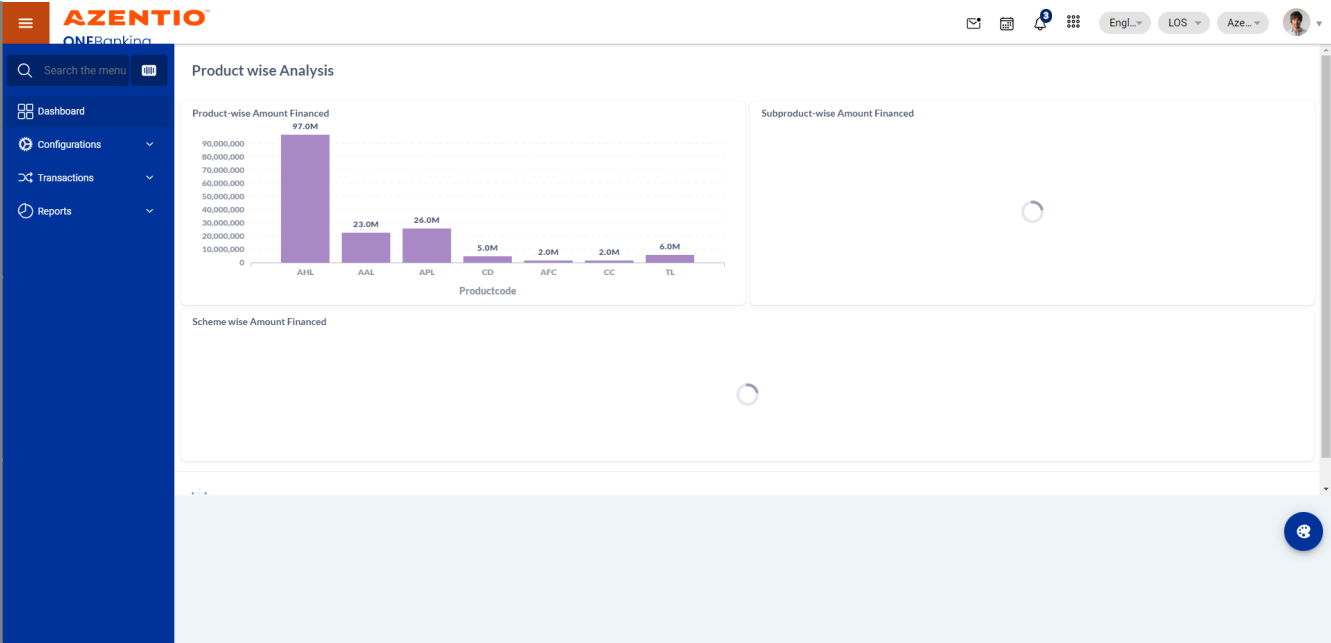 AZENTIO™
ONEBanking
3
Engl...
LOS
Aze...
Search the menu
Dashboard
Configurations
Transactions
Reports
Product wise Analysis
Product-wise Amount Financed
97.0M
90,000,000
80,000,000
70,000,000
60,000,000
50,000,000
40,000,000
30,000,000
20,000,000
10,000,000
0
23.0M
26.0M
5.0M
2.0M
2.0M
6.0M
AHL AAL APL CD AFC CC TL
Productcode
Subproduct-wise Amount Financed
Scheme wise Amount Financed